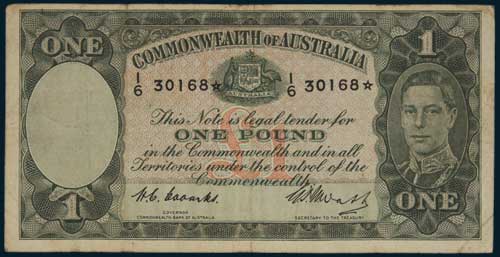 ONE
COMMONWEALTH OF AUSTRALIA
1
I/6 30168☆ I/6 30168☆
AUSTRALIA
This Note is legal tender for
ONE POUND
in the Commonwealth and in all
Territories under the control of the
Commonwealth.
GOVERNOR
COMMONWEALTH BANK OF AUSTRALIA
SECRETARY TO THE TREASURY
1
ONE